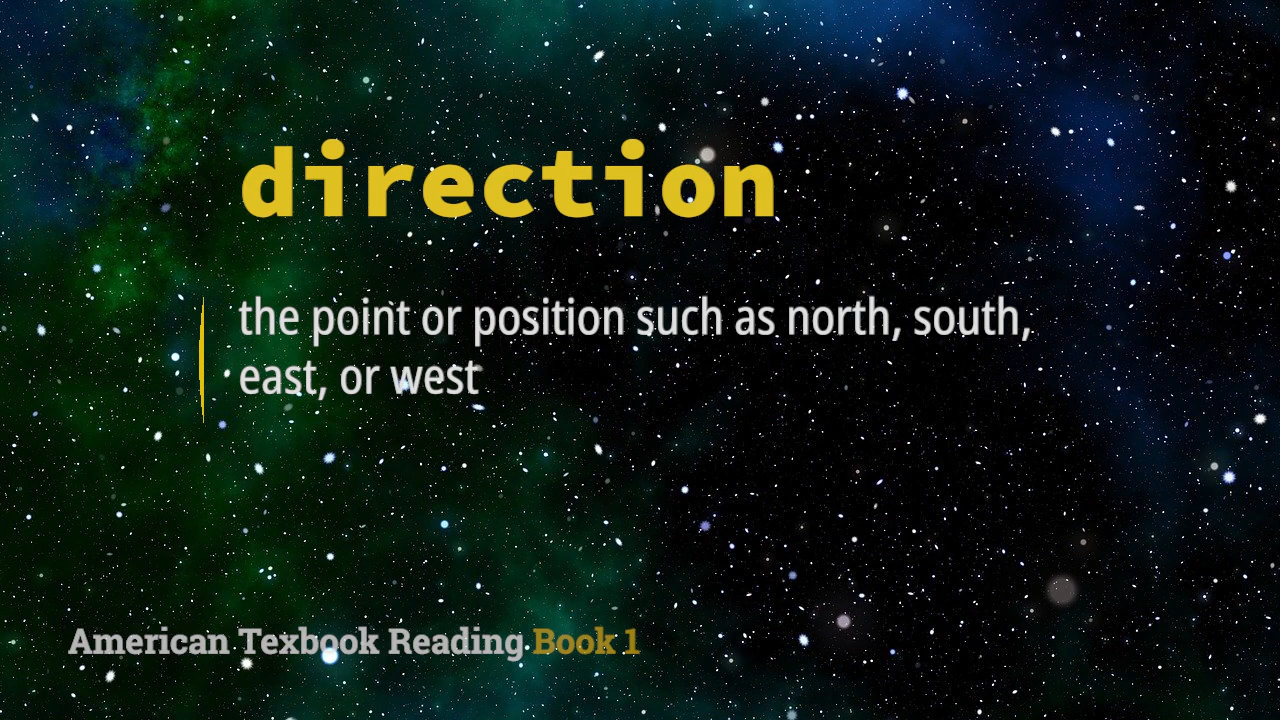 direction
the point or position such as north, south,
east, or west
American Texbook Reading Book 1